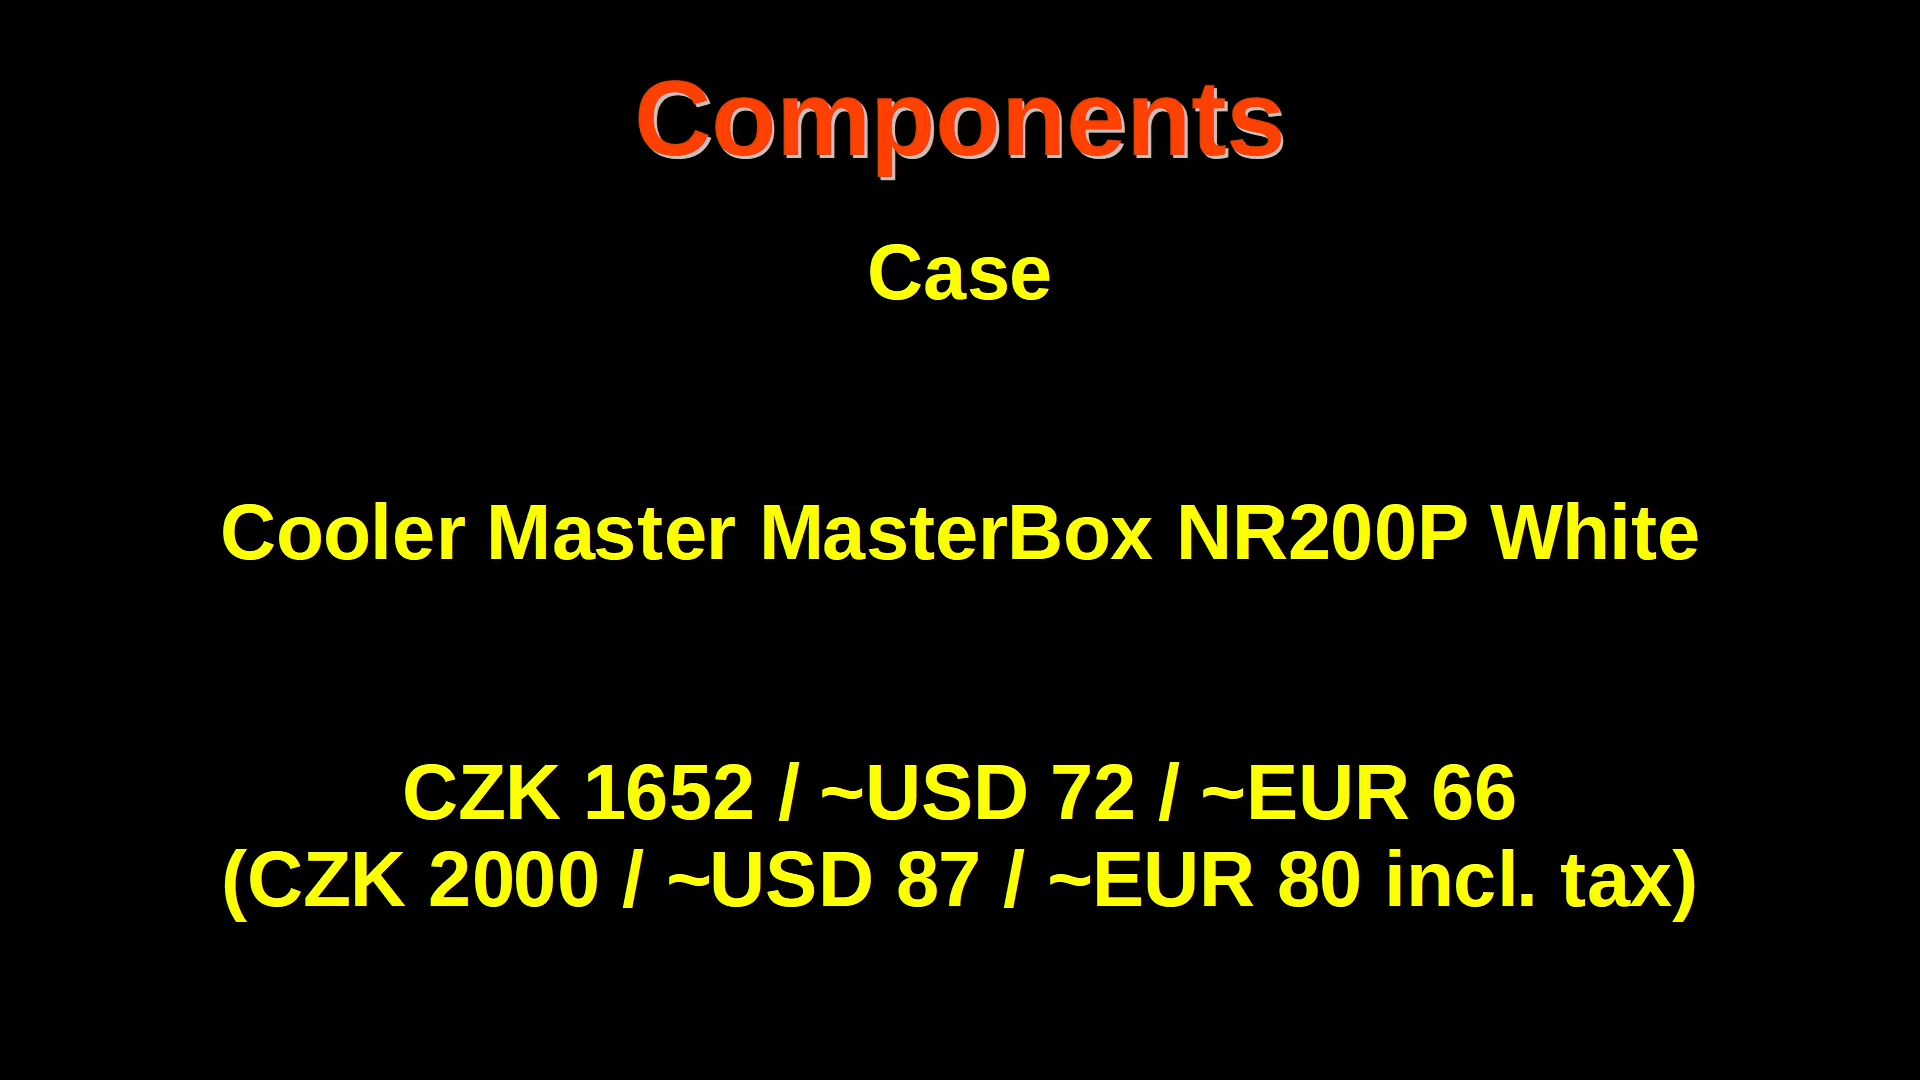 Components
Case
Cooler Master MasterBox NR200P White
CZK 1652 / ~USD 72 / ~EUR 66
(CZK 2000 / ~USD 87 / ~EUR 80 incl. tax)